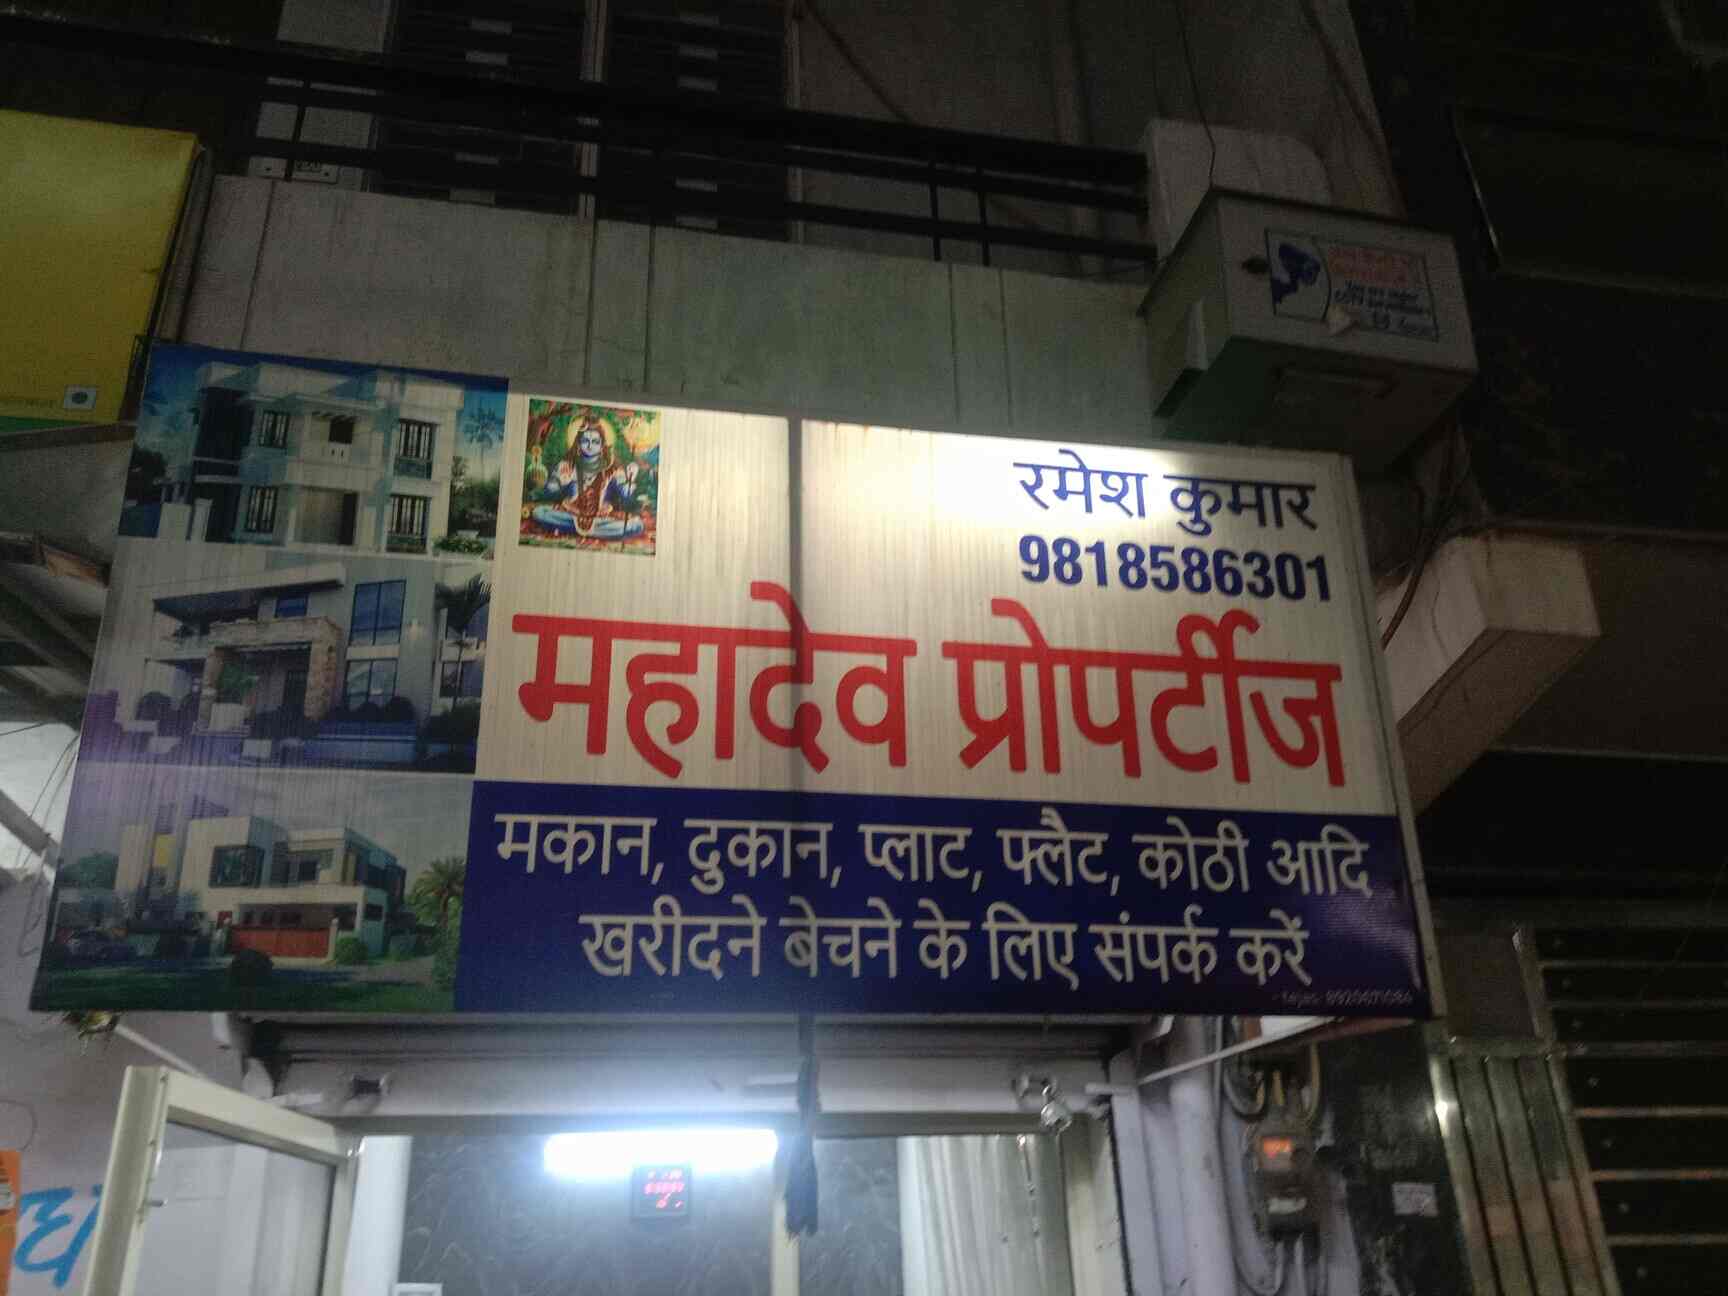 रमेश कुमार
9818586301
महादेव प्रोपर्टीज
मकान, दुकान, प्लाट, फ्लैट, कोठी आदि
खरीदने बेचने के लिए संपर्क करें